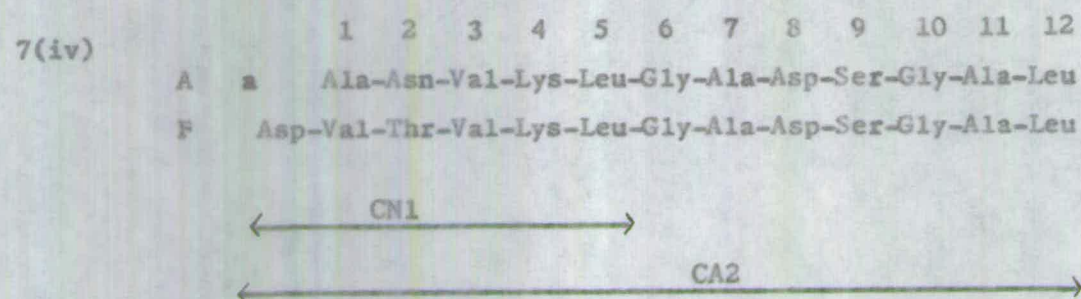 1 2 3 4 5 6 7 8 9 10 11 12
7(iv)
A a Ala-Asn-Val-Lys-Leu-Gly-Ala-Asp-Ser-Gly-Ala-Leu
F Asp-Val-Thr-Val-Lys-Leu-Gly-Ala-Asp-Ser-Gly-Ala-Leu
CN1
CA2